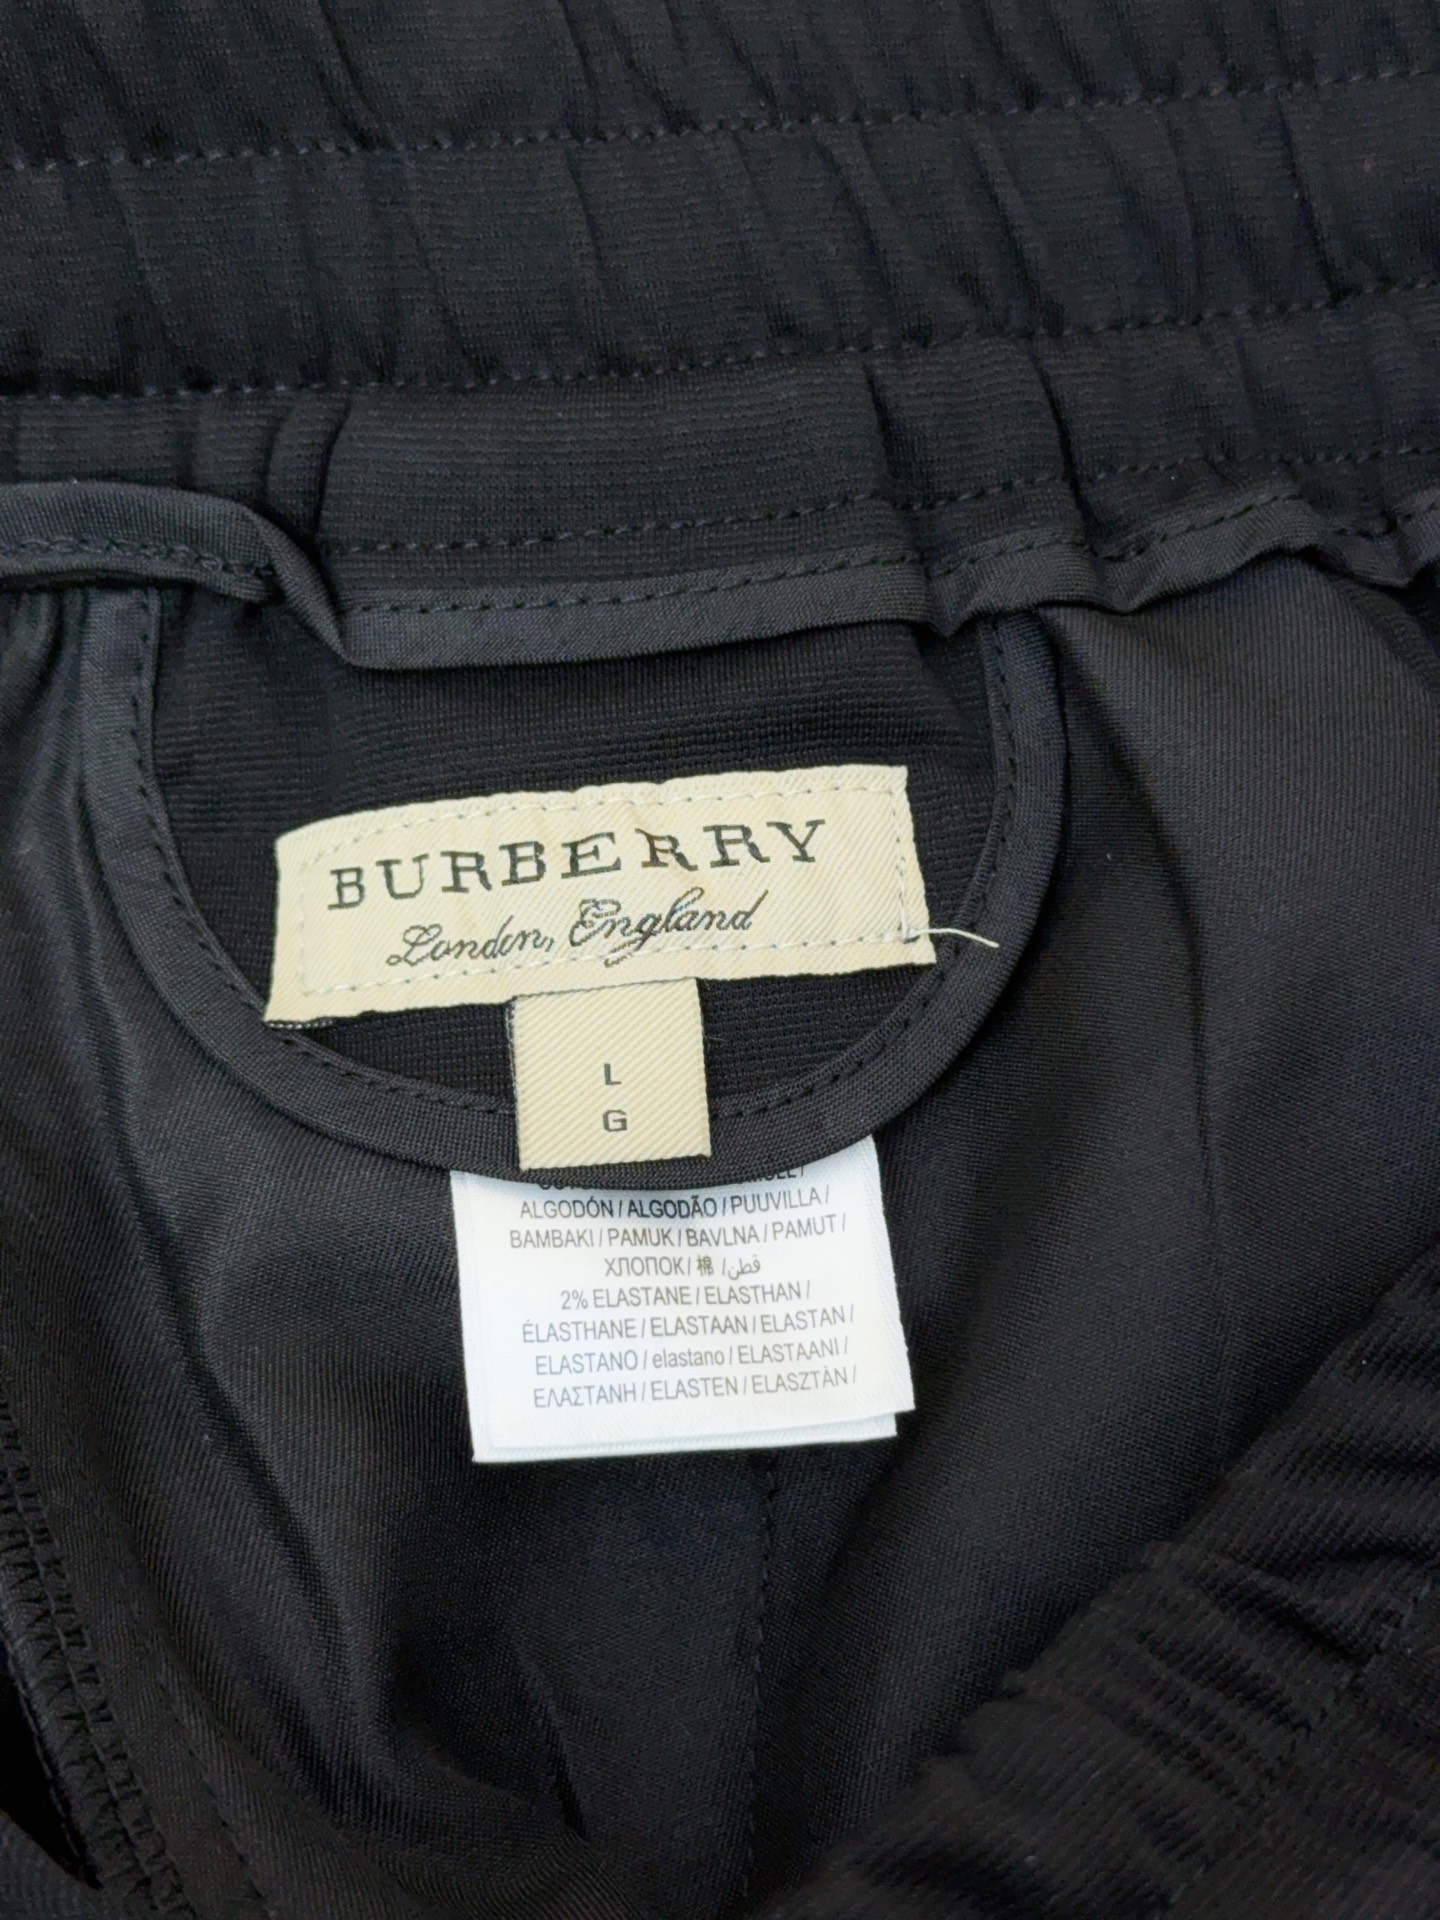 BURBERRY
London, England
L
G
ALGODÓN / ALGODÃO / PUUVILLA /
BAMBAKI / PAMUK / BAVLNA / PAMUT /
ХЛОПОК / 棉 / قطن /
2% ELASTANE / ELASTHAN /
ÉLASTHANE / ELASTAAN / ELASTAN /
ELASTANO / elastano / ELASTAANI /
ΕΛΑΣΤΑΝΗ / ELASTEN / ELASZTÀN /